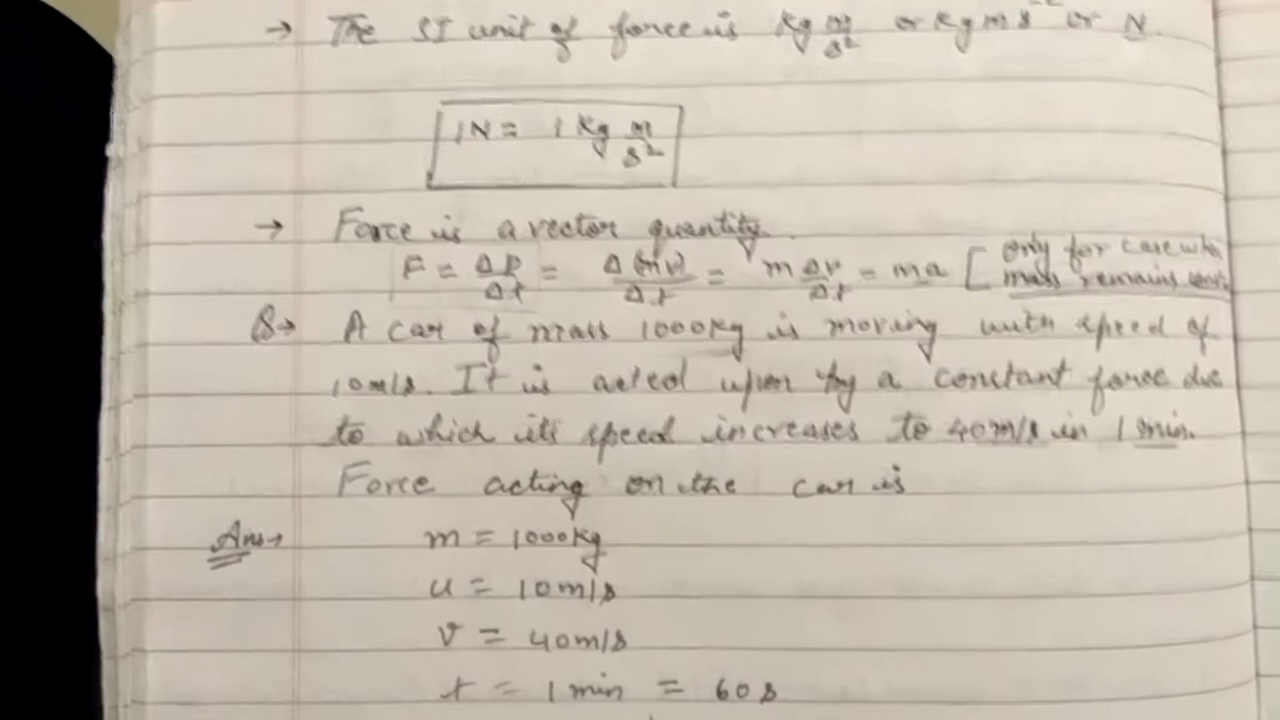 → The SI unit of force is kg m/s² or kg m s⁻² or N.
1N = 1 kg m/s²
→ Force is a vector quantity.
F = Δp/Δt = Δ(mv)/Δt = m Δv/Δt = ma [only for case
mass remains
Q→ A car of mass 1000kg is moving with speed of
10m/s. It is acted upon by a constant force due
to which its speed increases to 40m/s in 1 min.
Force acting on the car is
Ans→ m = 1000kg
u = 10m/s
v = 40m/s
t = 1 min = 60s